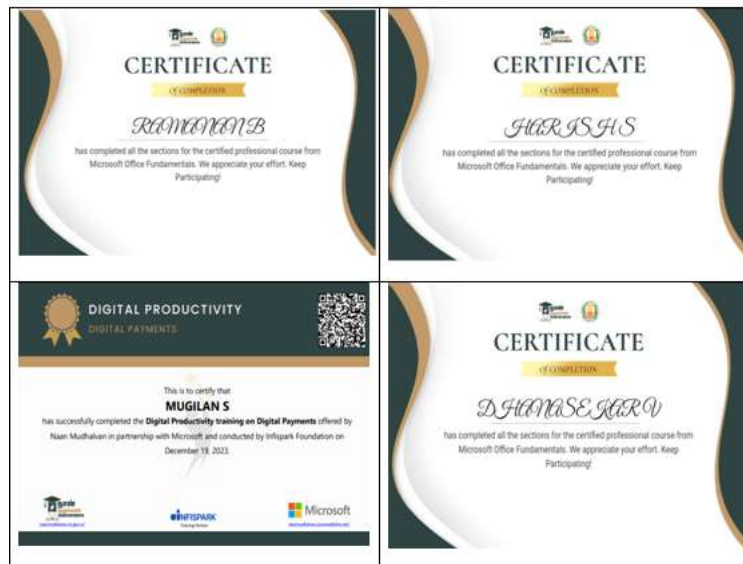 CERTIFICATE
Of COMPLETION
RAMANAN B
has completed all the sections for the certified professional course from
Microsoft Office Fundamentals. We appreciate your effort. Keep
Participating!
CERTIFICATE
Of COMPLETION
HARISH S
has completed all the sections for the certified professional course from
Microsoft Office Fundamentals. We appreciate your effort. Keep
Participating!
DIGITAL PRODUCTIVITY
DIGITAL PAYMENTS
This is to certify that
MUGILAN S
has successfully completed the Digital Productivity training on Digital Payments offered by
Naan Mudhalvan in partnership with Microsoft and conducted by Infispark Foundation on
December 19, 2023.
INFISPARK
Training Partner
Microsoft
CERTIFICATE
Of COMPLETION
DHANASEKAR V
has completed all the sections for the certified professional course from
Microsoft Office Fundamentals. We appreciate your effort. Keep
Participating!